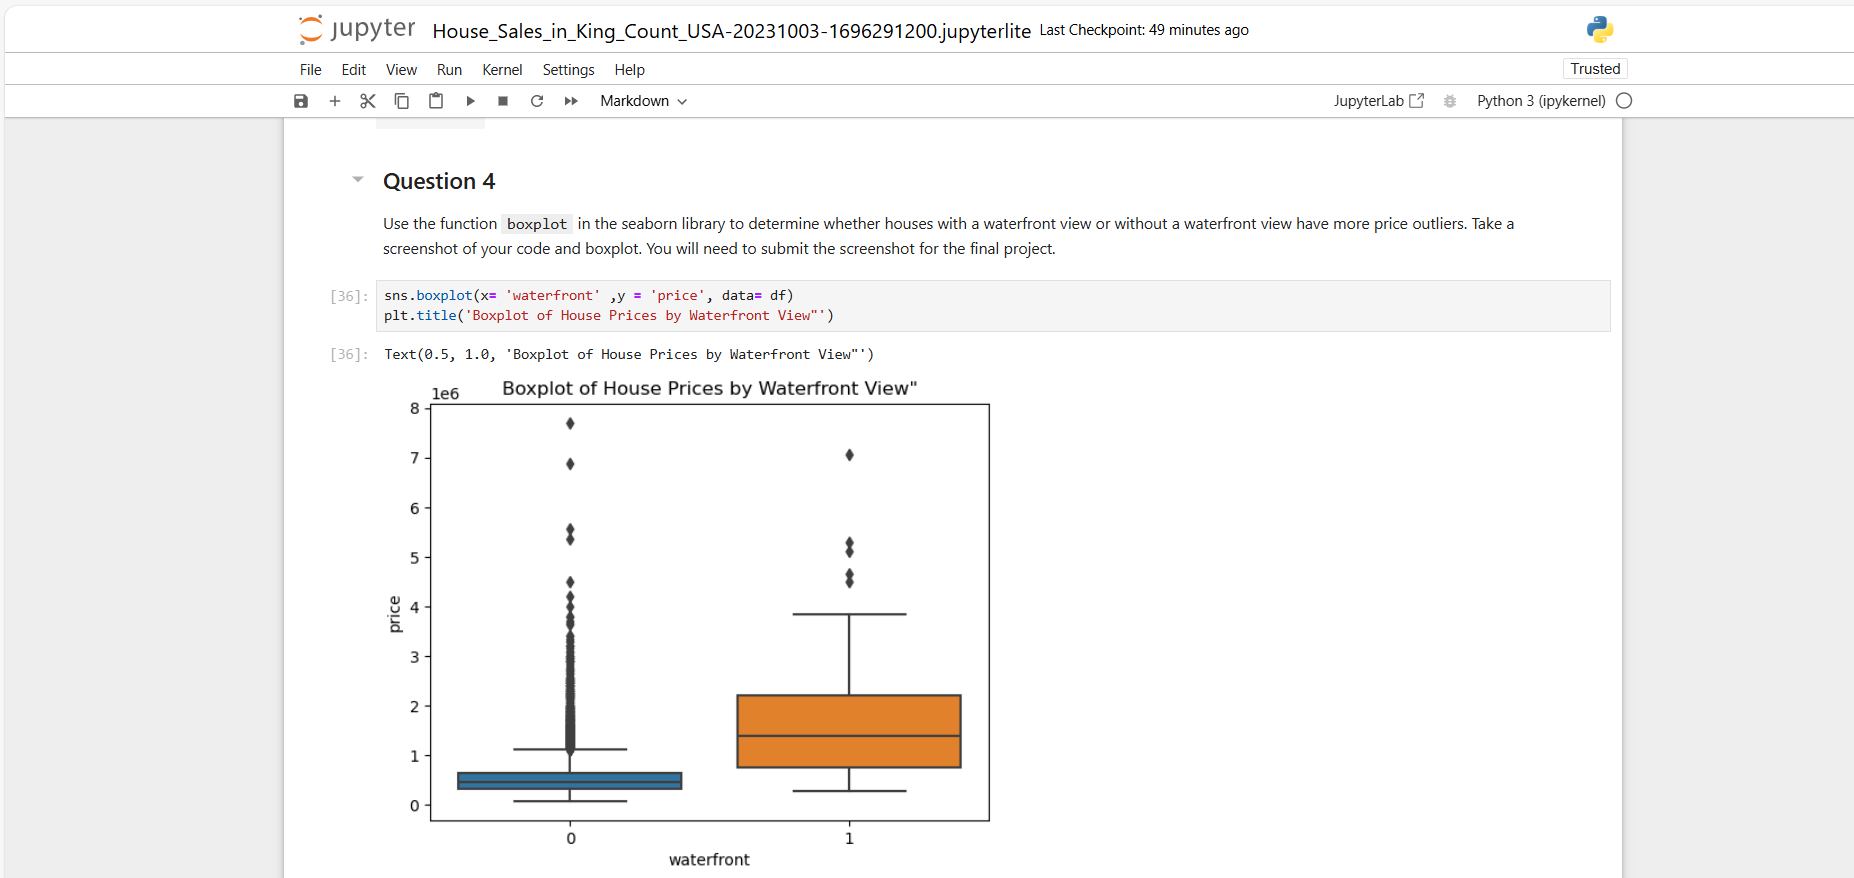 jupyter House_Sales_in_King_Count_USA-20231003-1696291200.jupyterlite Last Checkpoint: 49 minutes ago
File Edit View Run Kernel Settings Help Trusted
Markdown JupyterLab Python 3 (ipykernel)
Question 4
Use the function boxplot in the seaborn library to determine whether houses with a waterfront view or without a waterfront view have more price outliers. Take a
screenshot of your code and boxplot. You will need to submit the screenshot for the final project.
[36]: sns.boxplot(x= 'waterfront' ,y = 'price', data= df)
plt.title('Boxplot of House Prices by Waterfront View"')
[36]: Text(0.5, 1.0, 'Boxplot of House Prices by Waterfront View"')
1e6 Boxplot of House Prices by Waterfront View"
8
7
6
5
4
3
2
1
0
price
0 1
waterfront